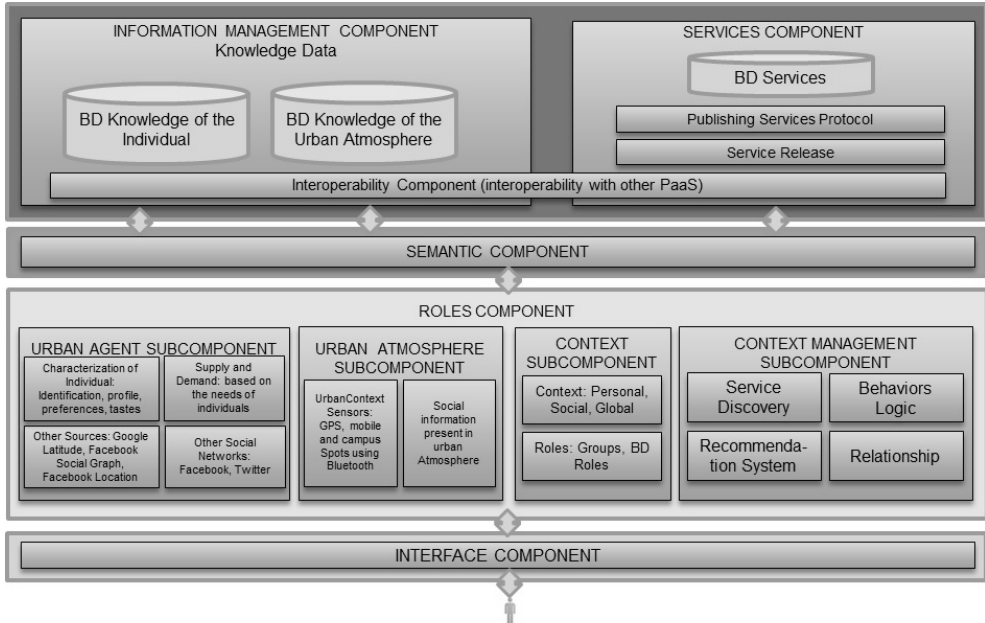 INFORMATION MANAGEMENT COMPONENT
Knowledge Data
BD Knowledge of the
Individual
BD Knowledge of the
Urban Atmosphere
SERVICES COMPONENT
BD Services
Publishing Services Protocol
Service Release
Interoperability Component (interoperability with other PaaS)
SEMANTIC COMPONENT
ROLES COMPONENT
URBAN AGENT SUBCOMPONENT
Characterization of
Individual:
Identification, profile,
preferences, tastes
Supply and
Demand: based on
the needs of
individuals
Other Sources: Google
Latitude, Facebook
Social Graph,
Facebook Location
Other Social
Networks:
Facebook, Twitter
URBAN ATMOSPHERE
SUBCOMPONENT
UrbanContext
Sensors:
GPS, mobile
and campus
Spots using
Bluetooth
Social
information
present in
urban
Atmosphere
CONTEXT
SUBCOMPONENT
Context: Personal,
Social, Global
Roles: Groups, BD
Roles
CONTEXT MANAGEMENT
SUBCOMPONENT
Service
Discovery
Behaviors
Logic
Recommenda-
tion System
Relationship
INTERFACE COMPONENT